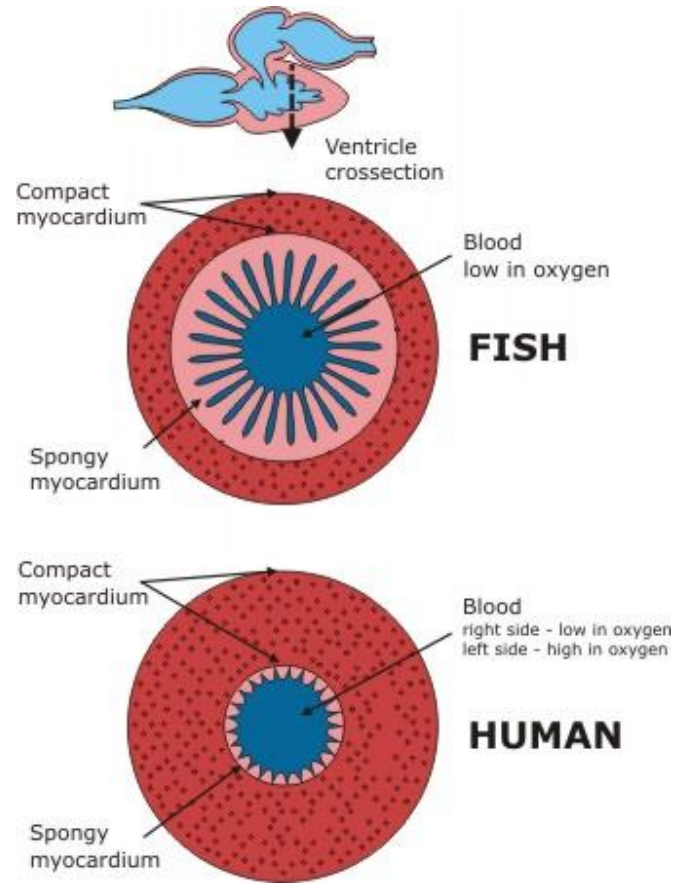 Ventricle
crossection
Compact
myocardium
Blood
low in oxygen
FISH
Spongy
myocardium
Compact
myocardium
Blood
right side - low in oxygen
left side - high in oxygen
HUMAN
Spongy
myocardium